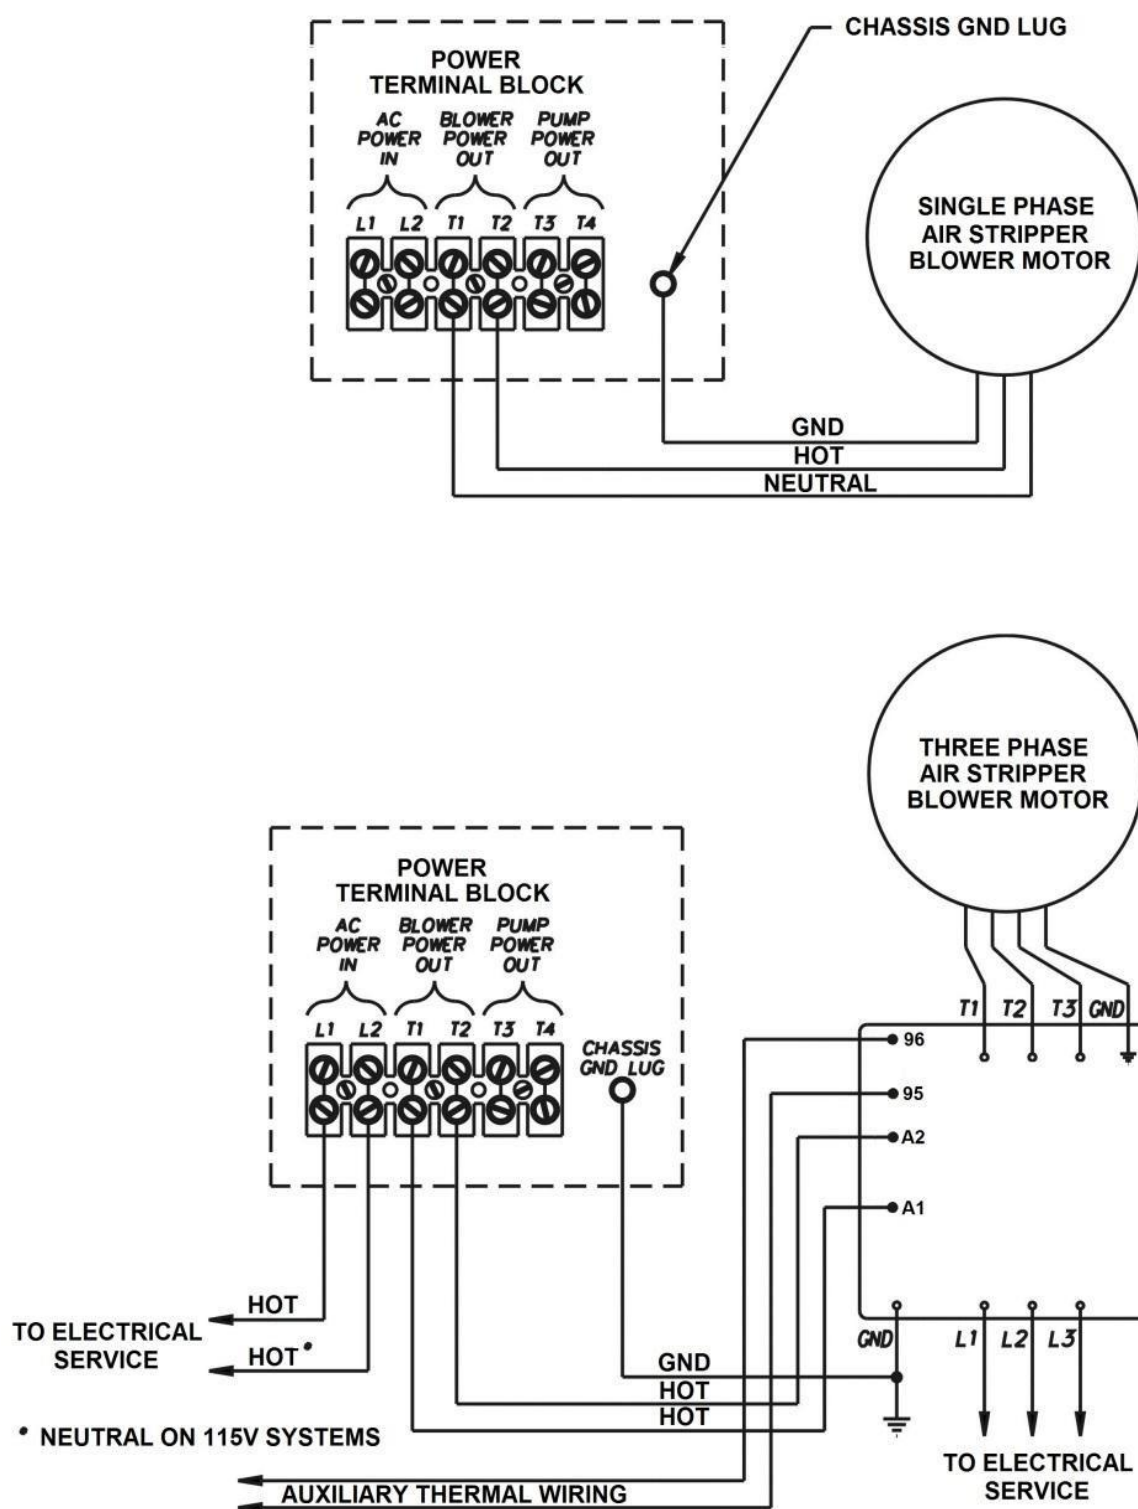 CHASSIS GND LUG
POWER
TERMINAL BLOCK
AC
POWER
IN
BLOWER
POWER
OUT
PUMP
POWER
OUT
L1 L2 T1 T2 T3 T4
SINGLE PHASE
AIR STRIPPER
BLOWER MOTOR
GND
HOT
NEUTRAL
THREE PHASE
AIR STRIPPER
BLOWER MOTOR
POWER
TERMINAL BLOCK
AC
POWER
IN
BLOWER
POWER
OUT
PUMP
POWER
OUT
L1 L2 T1 T2 T3 T4
CHASSIS
GND LUG
T1 T2 T3 GND
96
95
A2
A1
GND L1 L2 L3
HOT
TO ELECTRICAL
SERVICE
HOT*
GND
HOT
HOT
* NEUTRAL ON 115V SYSTEMS
TO ELECTRICAL
SERVICE
AUXILIARY THERMAL WIRING